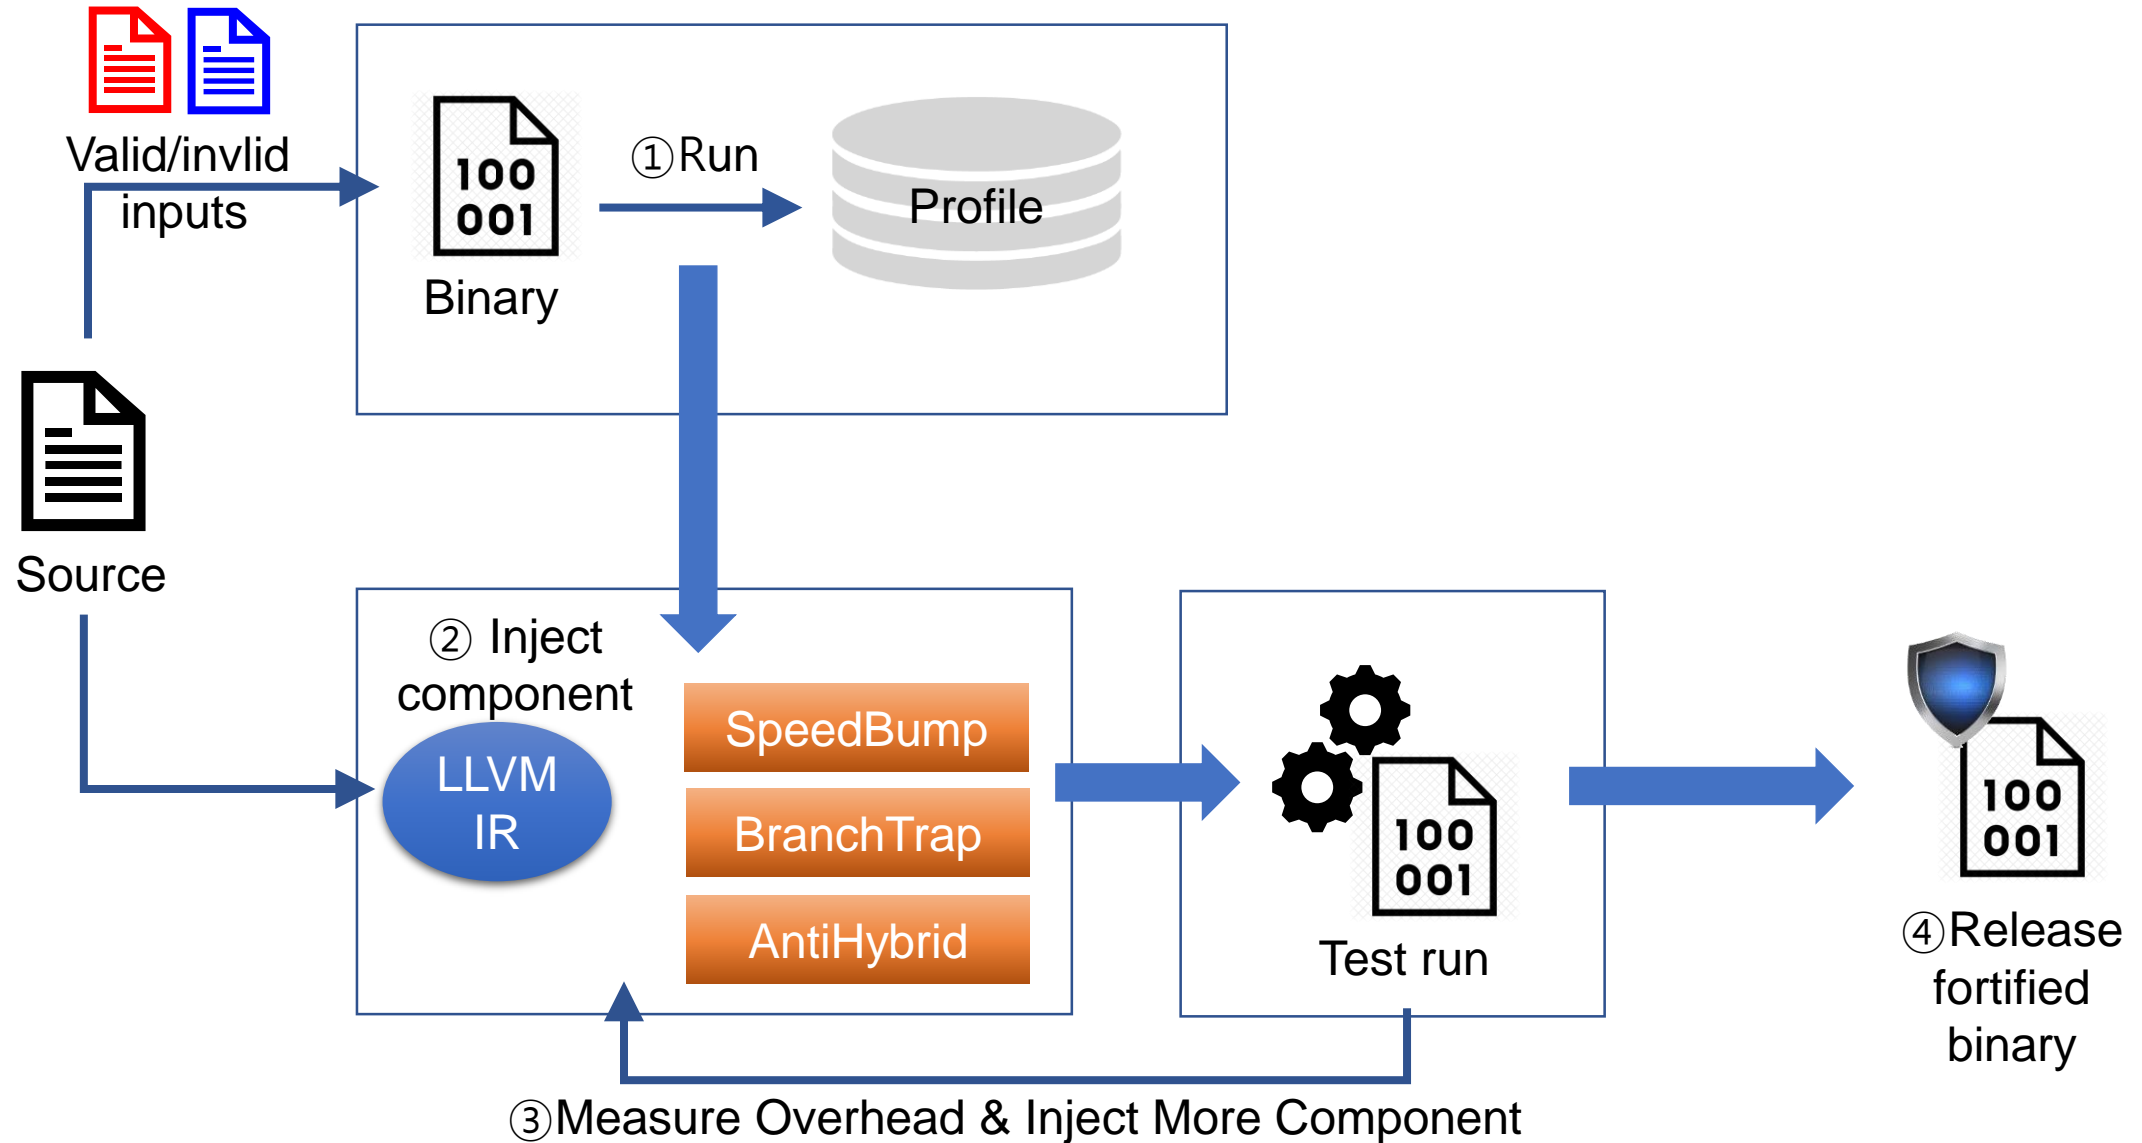 Valid/invlid
inputs
100
001
Binary
①Run
Profile
Source
② Inject
component
LLVM
IR
SpeedBump
BranchTrap
AntiHybrid
100
001
Test run
③Measure Overhead & Inject More Component
100
001
④Release
fortified
binary